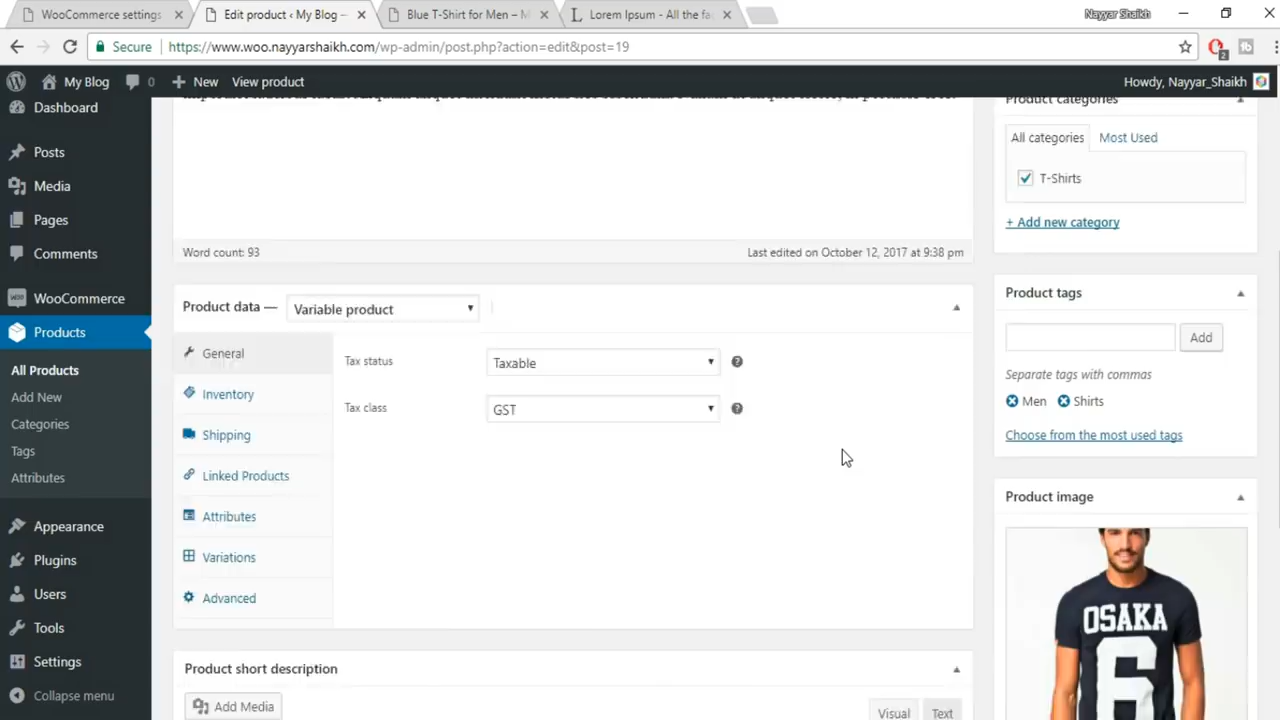 WooCommerce settings
Edit product ‹ My Blog —
Blue T-Shirt for Men – M
Lorem Ipsum - All the fa
Nayyar Shaikh
Secure
https://www.woo.nayyarshaikh.com/wp-admin/post.php?action=edit&post=19
2
My Blog
0
New
View product
Howdy, Nayyar_Shaikh
Dashboard
Posts
Media
Pages
Comments
WooCommerce
Products
All Products
Add New
Categories
Tags
Attributes
Appearance
Plugins
Users
Tools
Settings
Collapse menu
Word count: 93
Last edited on October 12, 2017 at 9:38 pm
Product data —
Variable product
General
Inventory
Shipping
Linked Products
Attributes
Variations
Advanced
Tax status
Taxable
Tax class
GST
Product short description
Add Media
Visual
Text
Product categories
All categories
Most Used
T-Shirts
+ Add new category
Product tags
Add
Separate tags with commas
Men
Shirts
Choose from the most used tags
Product image
OSAKA
6